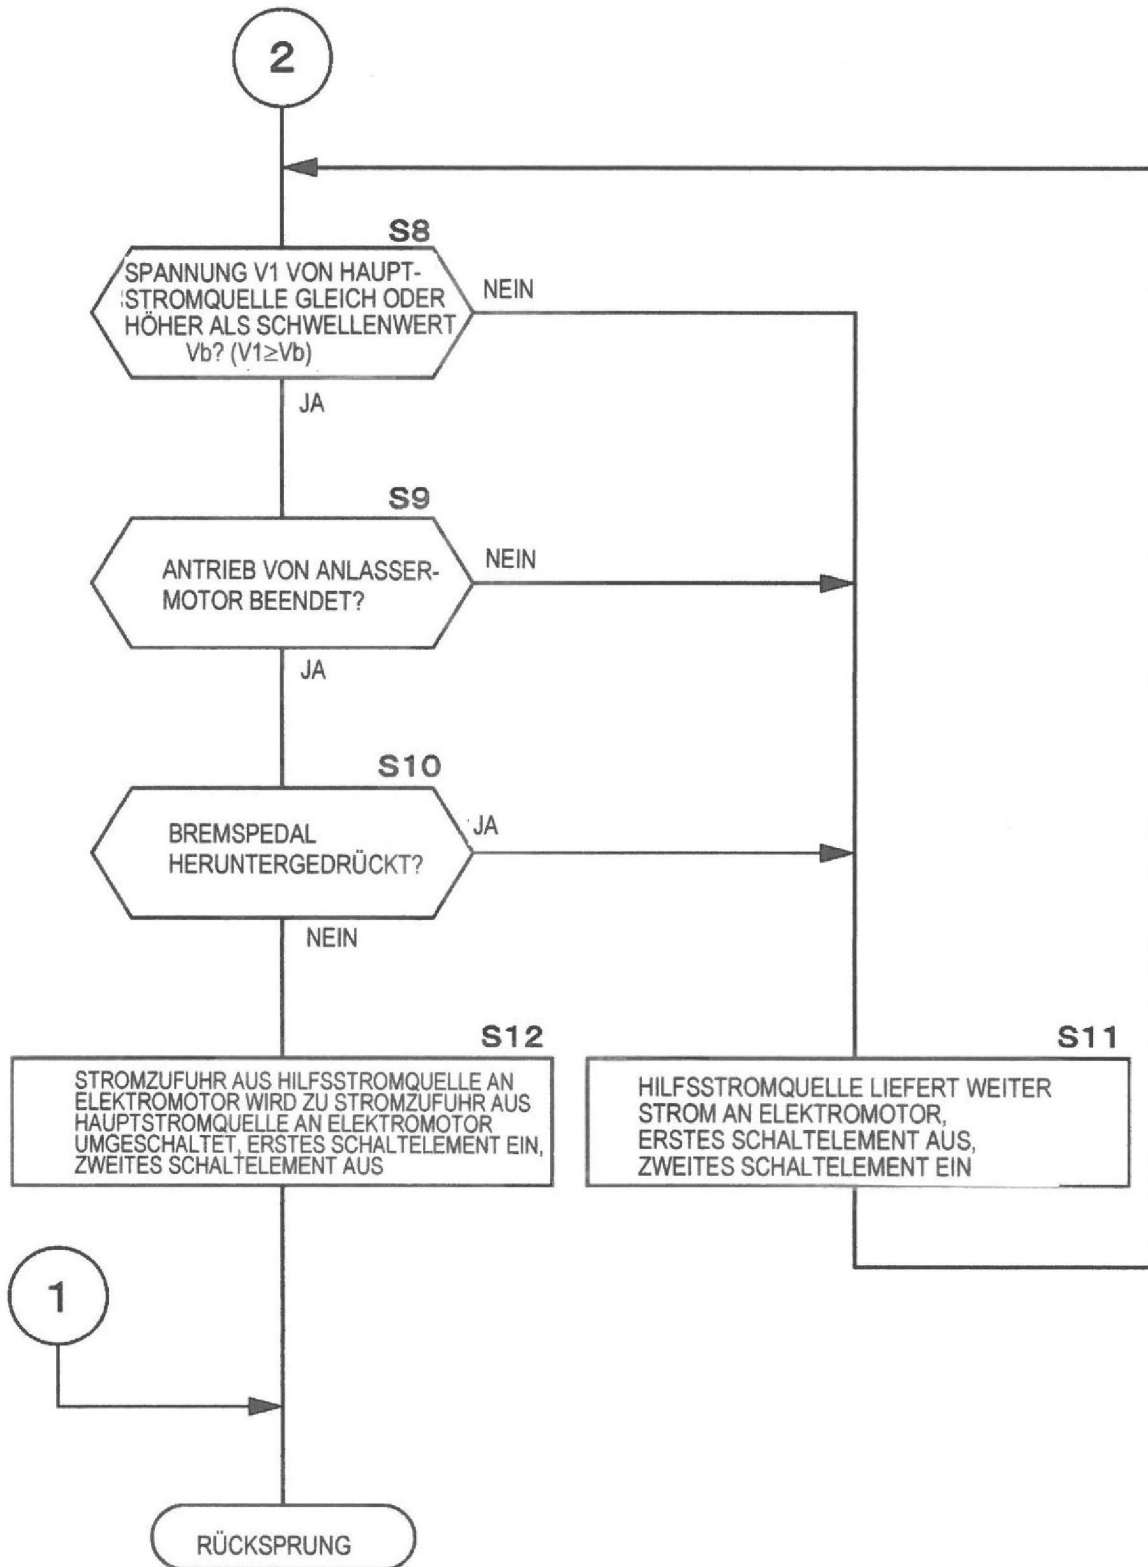 2
S8
SPANNUNG V1 VON HAUPT-
STROMQUELLE GLEICH ODER
HÖHER ALS SCHWELLENWERT
Vb? (V1≥Vb)
NEIN
JA
S9
ANTRIEB VON ANLASSER-
MOTOR BEENDET?
NEIN
JA
S10
BREMSPEDAL
HERUNTERGEDRÜCKT?
JA
NEIN
S12
STROMZUFUHR AUS HILFSSTROMQUELLE AN
ELEKTROMOTOR WIRD ZU STROMZUFUHR AUS
HAUPTSTROMQUELLE AN ELEKTROMOTOR
UMGESCHALTET, ERSTES SCHALTELEMENT EIN,
ZWEITES SCHALTELEMENT AUS
S11
HILFSSTROMQUELLE LIEFERT WEITER
STROM AN ELEKTROMOTOR,
ERSTES SCHALTELEMENT AUS,
ZWEITES SCHALTELEMENT EIN
1
RÜCKSPRUNG